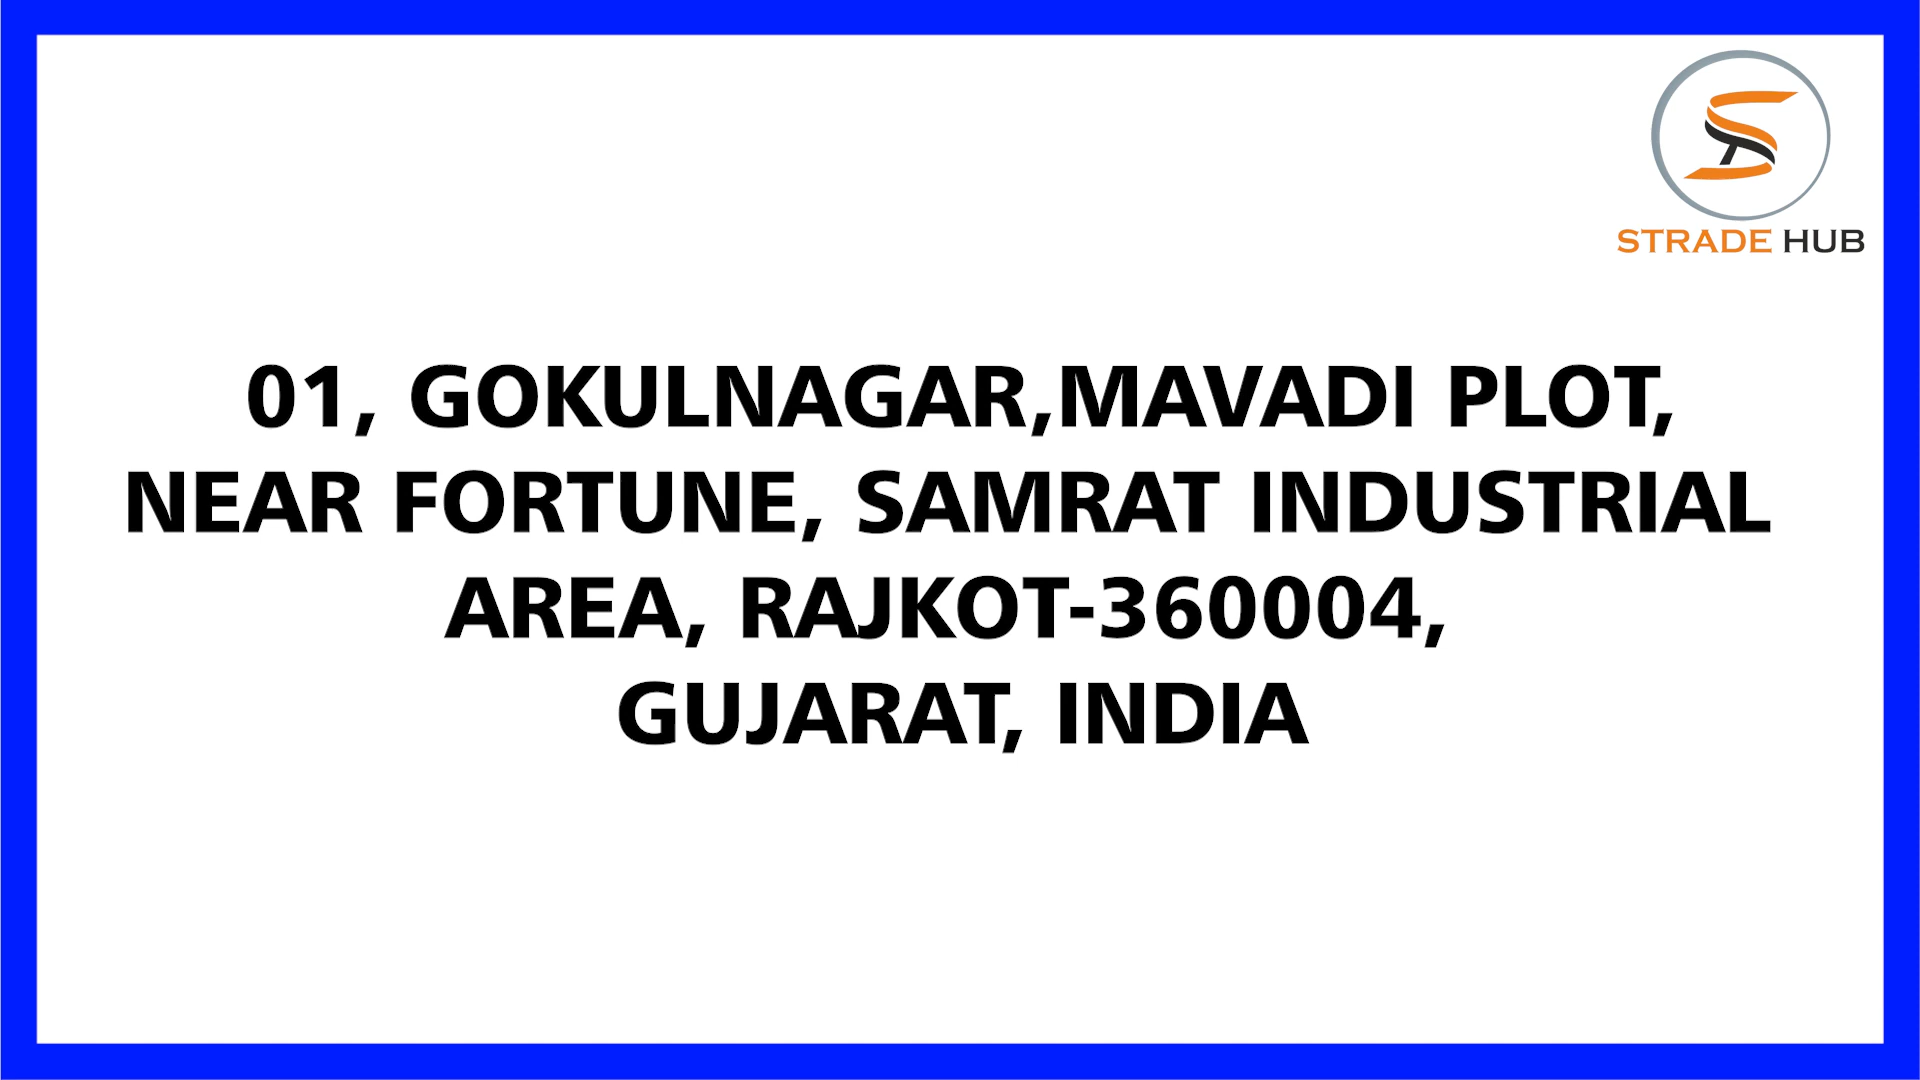 STRADE HUB
01, GOKULNAGAR,MAVADI PLOT,
NEAR FORTUNE, SAMRAT INDUSTRIAL
AREA, RAJKOT-360004,
GUJARAT, INDIA